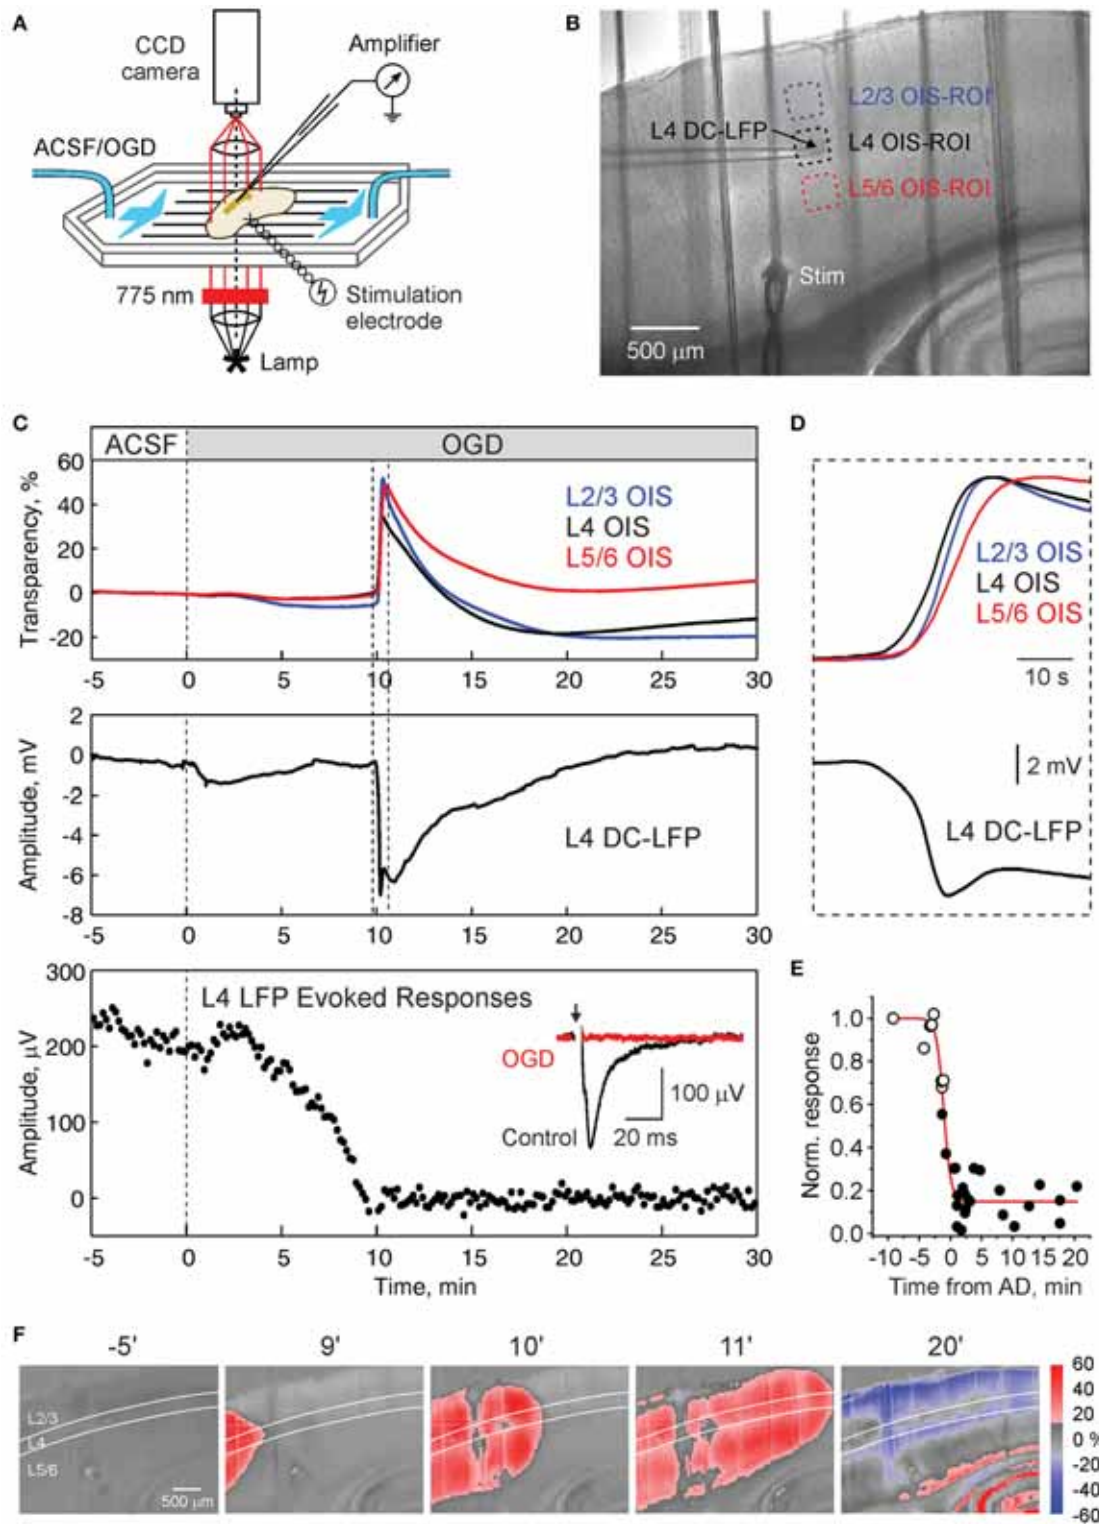 A
CCD
camera
Amplifier
ACSF/OGD
775 nm
Stimulation
electrode
Lamp
B
L2/3 OIS-ROI
L4 DC-LFP
L4 OIS-ROI
L5/6 OIS-ROI
Stim
500 μm
C
ACSF
OGD
60
40
20
0
-20
Transparency, %
L2/3 OIS
L4 OIS
L5/6 OIS
-5 0 5 10 15 20 25 30
2
0
-2
-4
-6
-8
Amplitude, mV
L4 DC-LFP
-5 0 5 10 15 20 25 30
300
200
100
0
Amplitude, μV
L4 LFP Evoked Responses
OGD
100 μV
Control
20 ms
-5 0 5 10 15 20 25 30
Time, min
D
L2/3 OIS
L4 OIS
L5/6 OIS
10 s
2 mV
L4 DC-LFP
E
1.0
0.8
0.6
0.4
0.2
0.0
Norm. response
-10 -5 0 5 10 15 20
Time from AD, min
F
-5' 9' 10' 11' 20'
L2/3
L4
L5/6
500 μm
60
40
20
0 %
-20
-40
-60